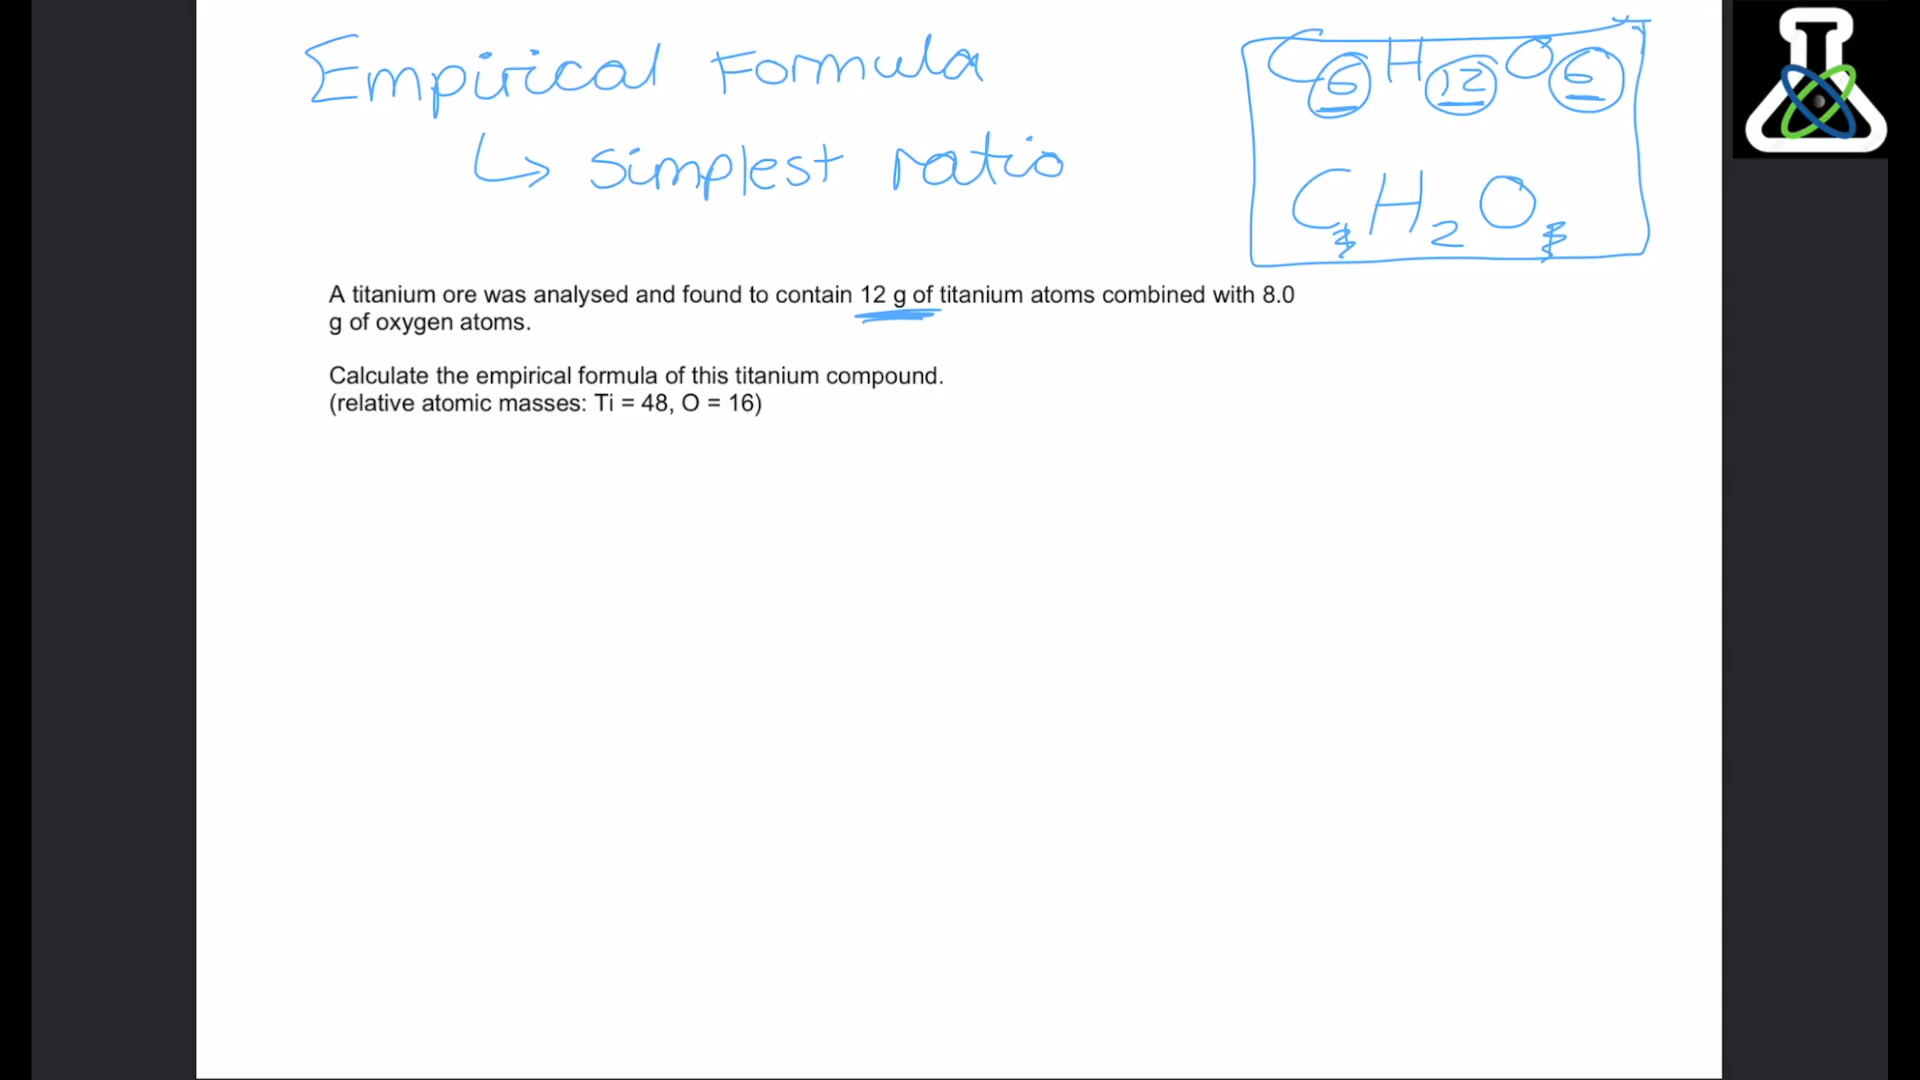 Empirical Formula
↳ simplest ratio
C6H12O6
CH2O
A titanium ore was analysed and found to contain 12 g of titanium atoms combined with 8.0
g of oxygen atoms.
Calculate the empirical formula of this titanium compound.
(relative atomic masses: Ti = 48, O = 16)